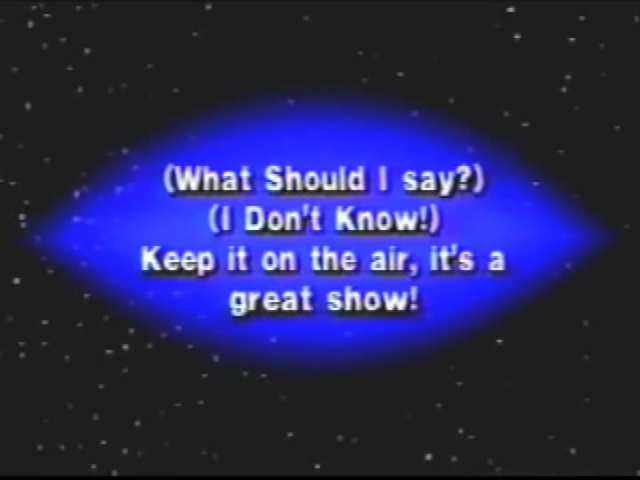 (What Should I say?)
(I Don't Know!)
Keep it on the air, it's a
great show!